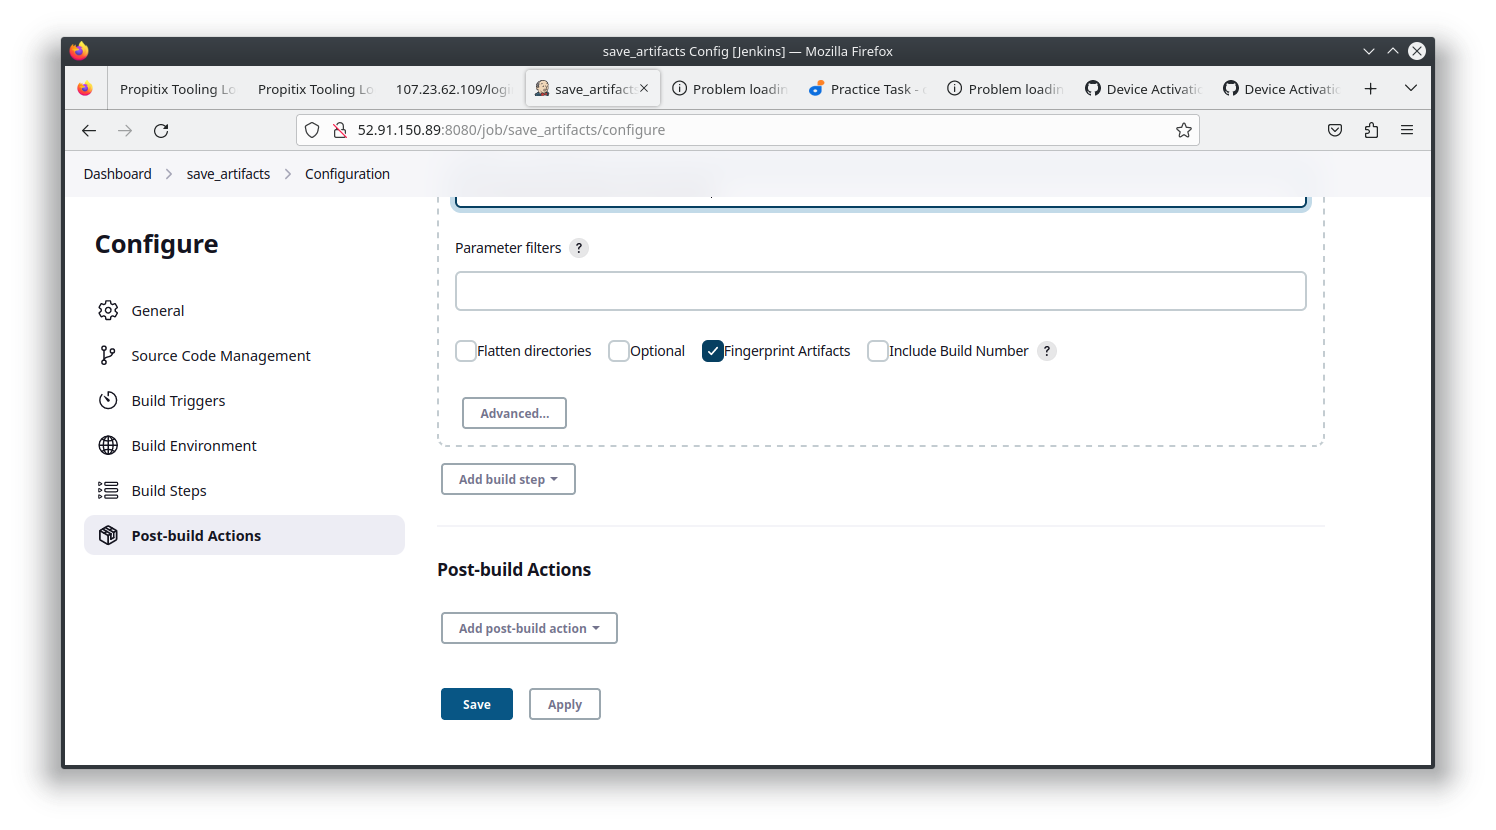 save_artifacts Config [Jenkins] — Mozilla Firefox
Propitix Tooling Lo
Propitix Tooling Lo
107.23.62.109/logi
save_artifacts
Problem loadin
Practice Task -
Problem loadin
Device Activatio
Device Activatio
52.91.150.89:8080/job/save_artifacts/configure
Dashboard
save_artifacts
Configuration
Configure
General
Source Code Management
Build Triggers
Build Environment
Build Steps
Post-build Actions
Parameter filters ?
Flatten directories
Optional
Fingerprint Artifacts
Include Build Number ?
Advanced...
Add build step
Post-build Actions
Add post-build action
Save
Apply